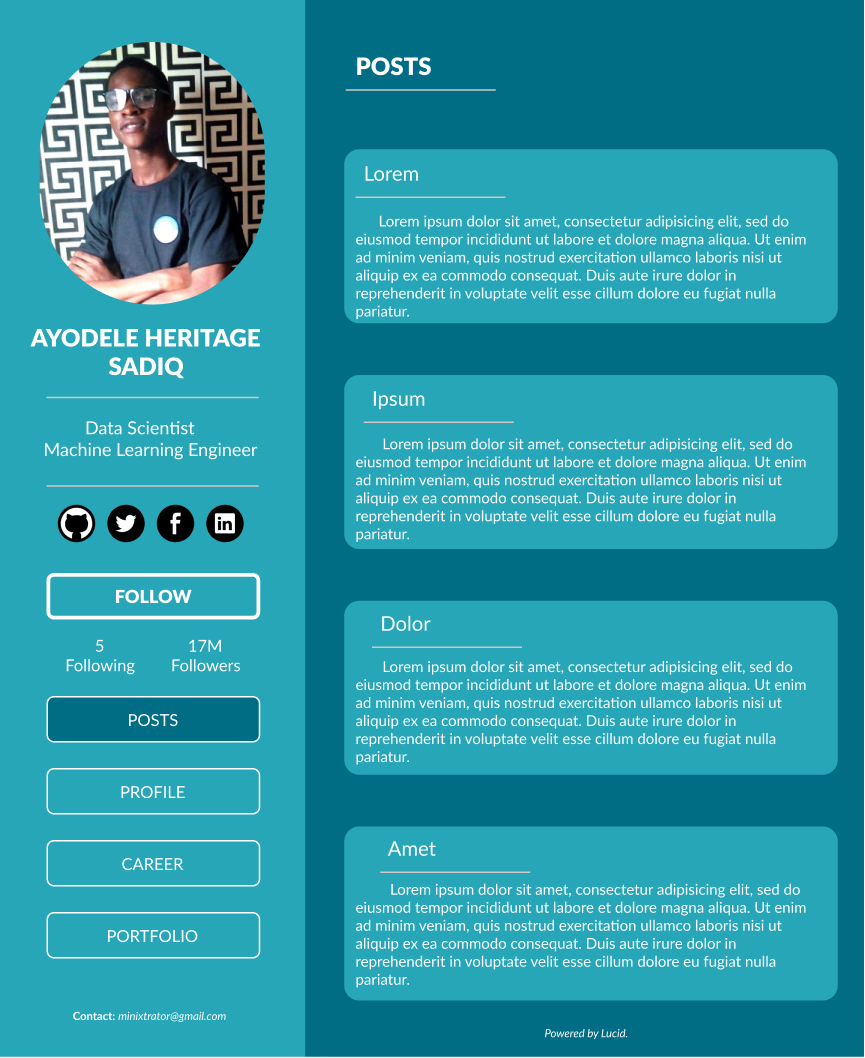 AYODELE HERITAGE
SADIQ
Data Scientist
Machine Learning Engineer
FOLLOW
5
Following
17M
Followers
POSTS
PROFILE
CAREER
PORTFOLIO
Contact: minixtrator@gmail.com
POSTS
Lorem
Lorem ipsum dolor sit amet, consectetur adipisicing elit, sed do
eiusmod tempor incididunt ut labore et dolore magna aliqua. Ut enim
ad minim veniam, quis nostrud exercitation ullamco laboris nisi ut
aliquip ex ea commodo consequat. Duis aute irure dolor in
reprehenderit in voluptate velit esse cillum dolore eu fugiat nulla
pariatur.
Ipsum
Lorem ipsum dolor sit amet, consectetur adipisicing elit, sed do
eiusmod tempor incididunt ut labore et dolore magna aliqua. Ut enim
ad minim veniam, quis nostrud exercitation ullamco laboris nisi ut
aliquip ex ea commodo consequat. Duis aute irure dolor in
reprehenderit in voluptate velit esse cillum dolore eu fugiat nulla
pariatur.
Dolor
Lorem ipsum dolor sit amet, consectetur adipisicing elit, sed do
eiusmod tempor incididunt ut labore et dolore magna aliqua. Ut enim
ad minim veniam, quis nostrud exercitation ullamco laboris nisi ut
aliquip ex ea commodo consequat. Duis aute irure dolor in
reprehenderit in voluptate velit esse cillum dolore eu fugiat nulla
pariatur.
Amet
Lorem ipsum dolor sit amet, consectetur adipisicing elit, sed do
eiusmod tempor incididunt ut labore et dolore magna aliqua. Ut enim
ad minim veniam, quis nostrud exercitation ullamco laboris nisi ut
aliquip ex ea commodo consequat. Duis aute irure dolor in
reprehenderit in voluptate velit esse cillum dolore eu fugiat nulla
pariatur.
Powered by Lucid.